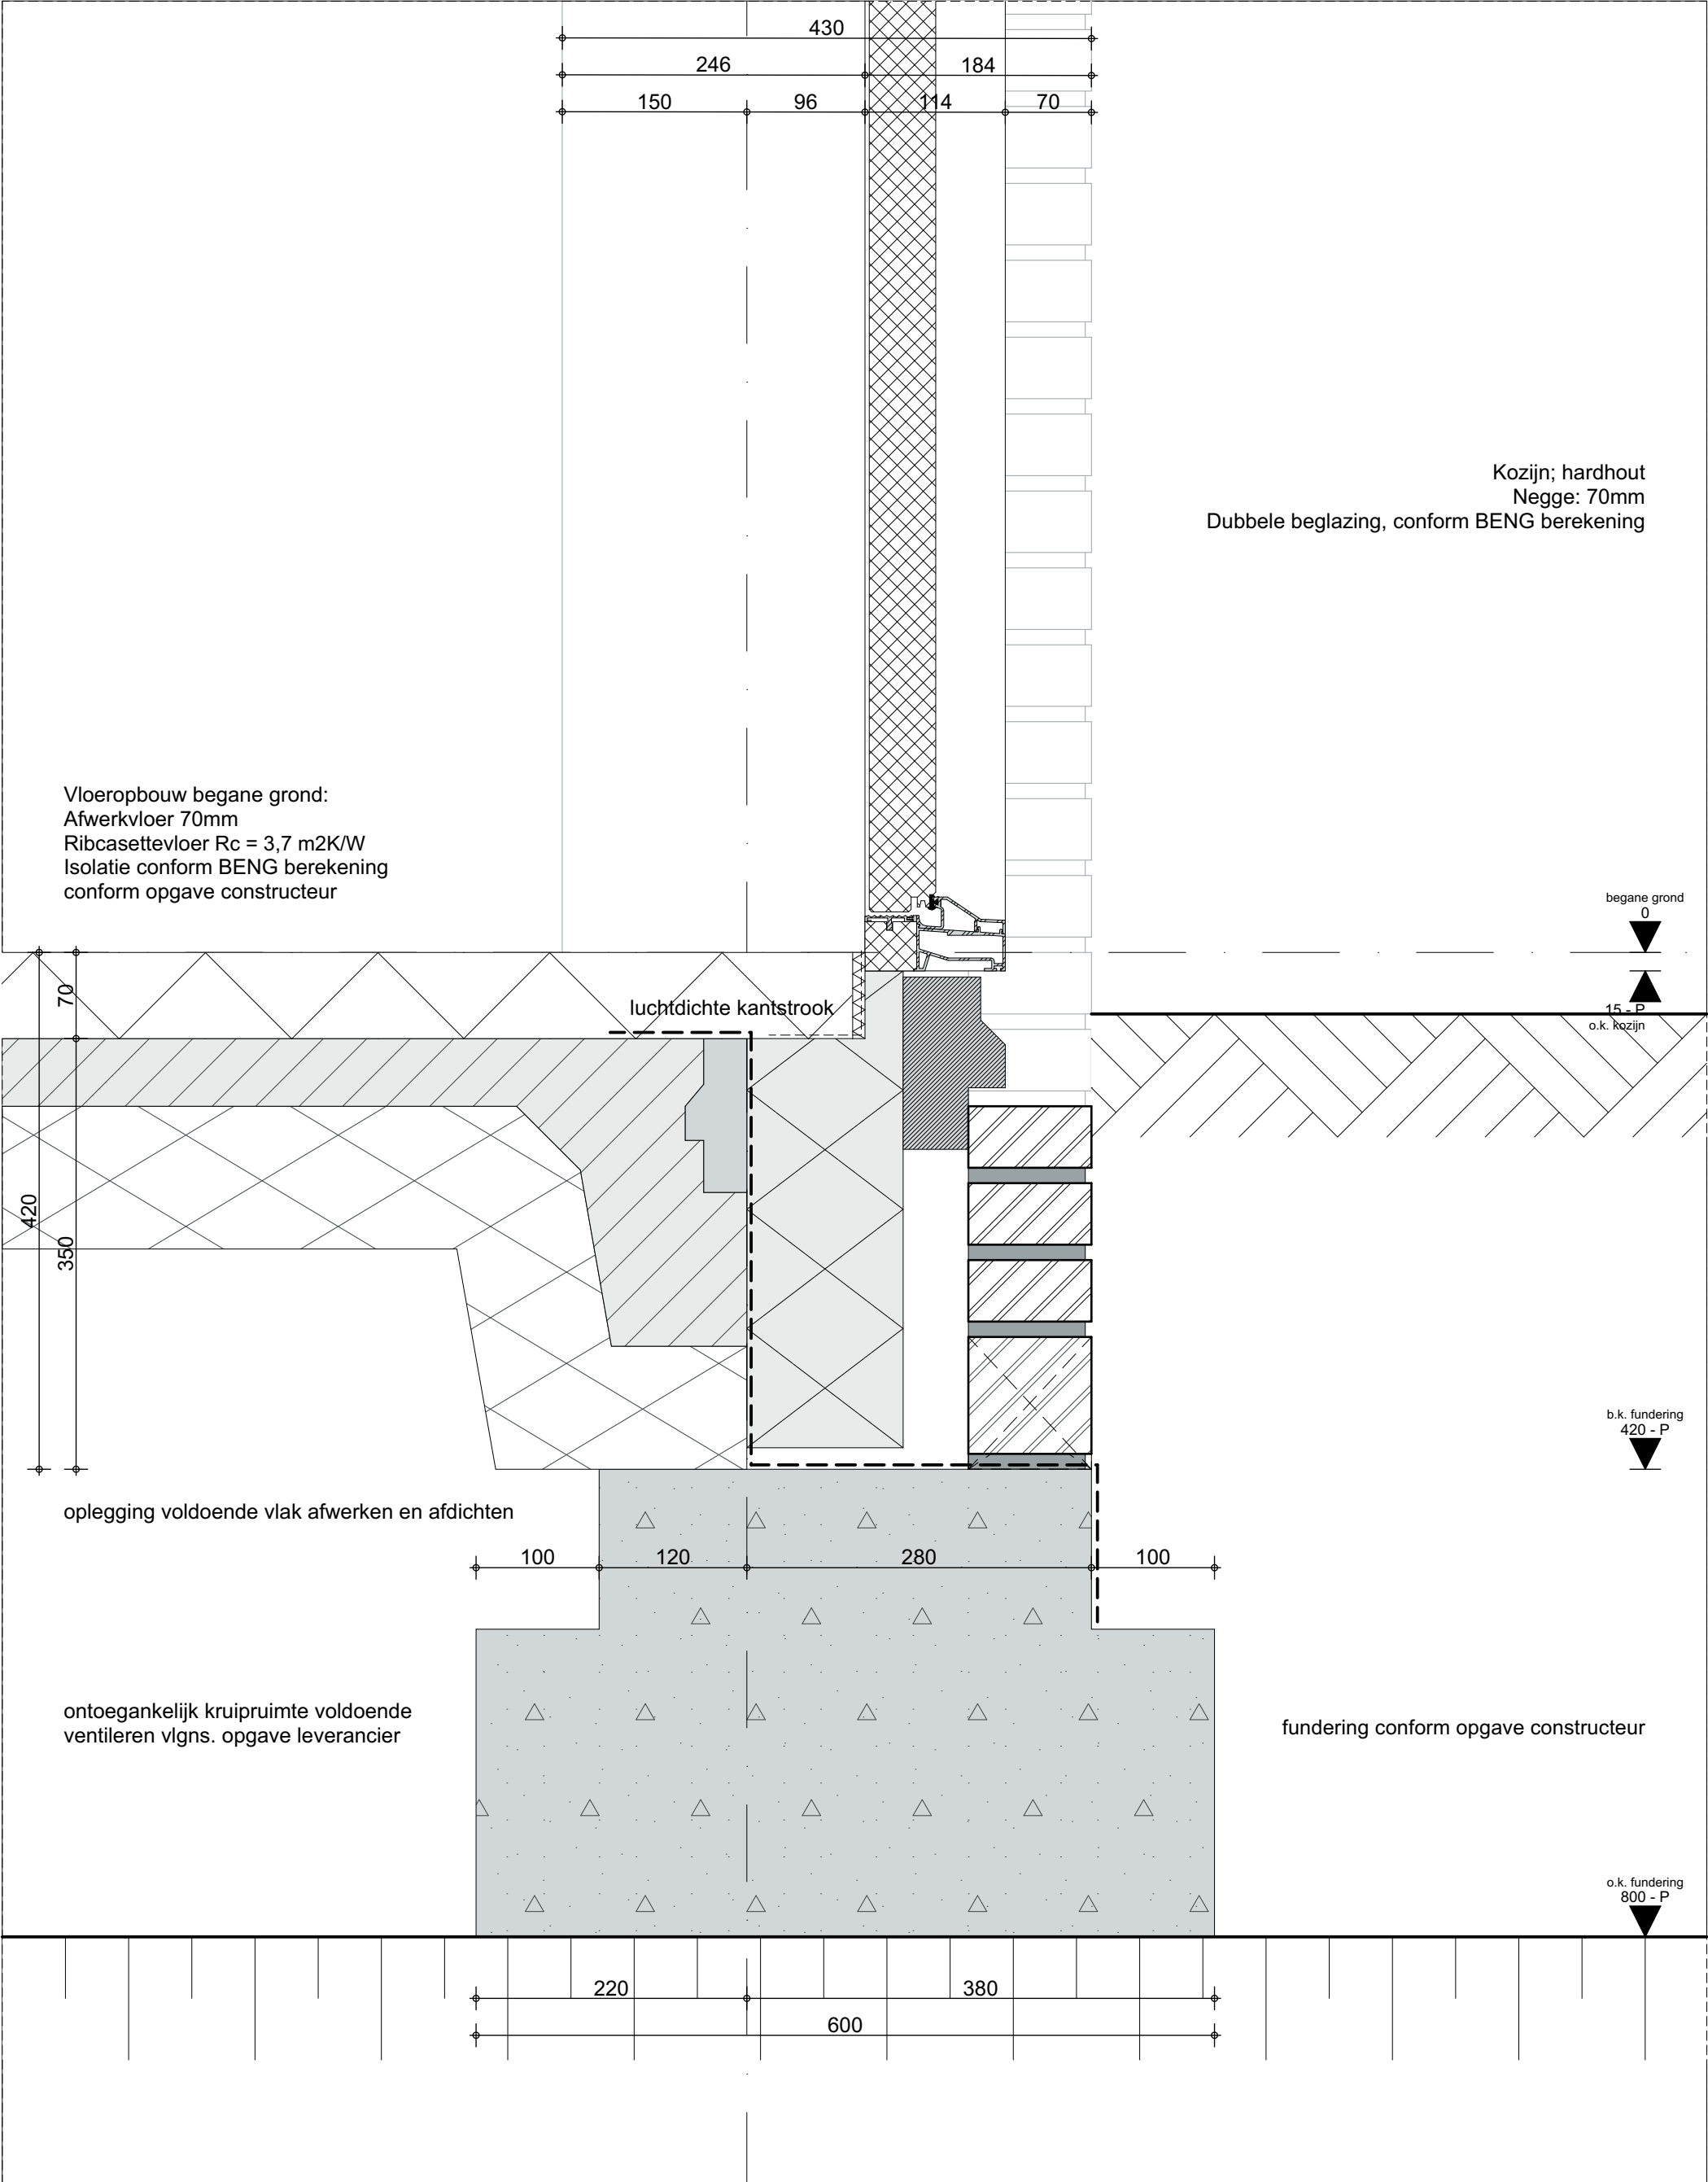 430
246
184
150
96
114
70
Kozijn; hardhout
Negge: 70mm
Dubbele beglazing, conform BENG berekening
Vloeropbouw begane grond:
Afwerkvloer 70mm
Ribcasettevloer Rc = 3,7 m2K/W
Isolatie conform BENG berekening
conform opgave constructeur
begane grond
0
70
luchtdichte kantstrook
15 - P
o.k. kozijn
420
350
b.k. fundering
420 - P
oplegging voldoende vlak afwerken en afdichten
100
120
280
100
ontoegankelijk kruipruimte voldoende
ventileren vlgns. opgave leverancier
fundering conform opgave constructeur
o.k. fundering
800 - P
220
380
600